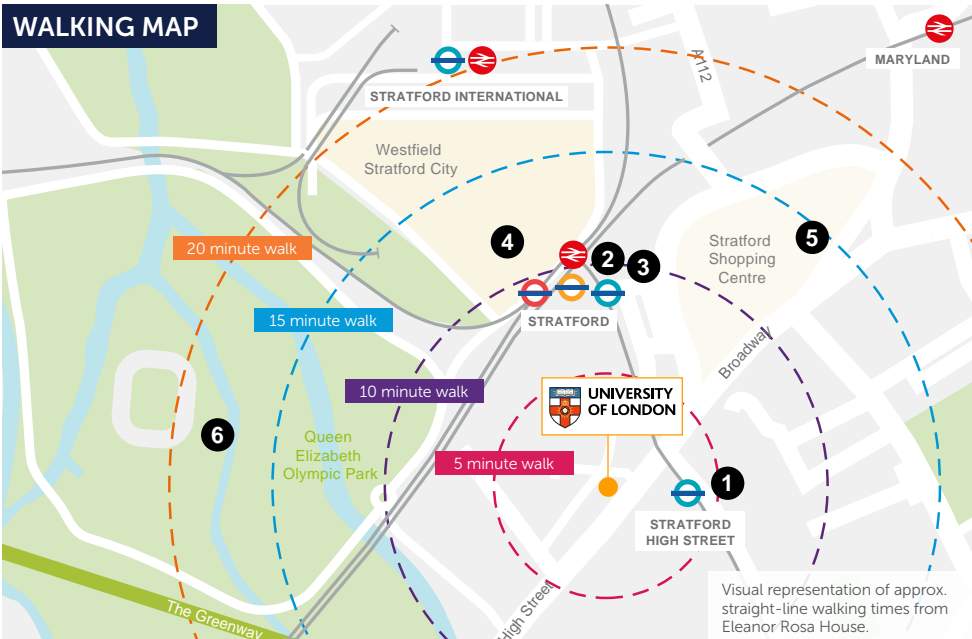 WALKING MAP
A112
MARYLAND
STRATFORD INTERNATIONAL
Westfield
Stratford City
20 minute walk
4
2
3
5
Stratford
Shopping
Centre
15 minute walk
STRATFORD
Broadway
10 minute walk
UNIVERSITY
OF LONDON
6
Queen
Elizabeth
Olympic Park
5 minute walk
1
STRATFORD
HIGH STREET
The Greenway
High Street
Visual representation of approx.
straight-line walking times from
Eleanor Rosa House.